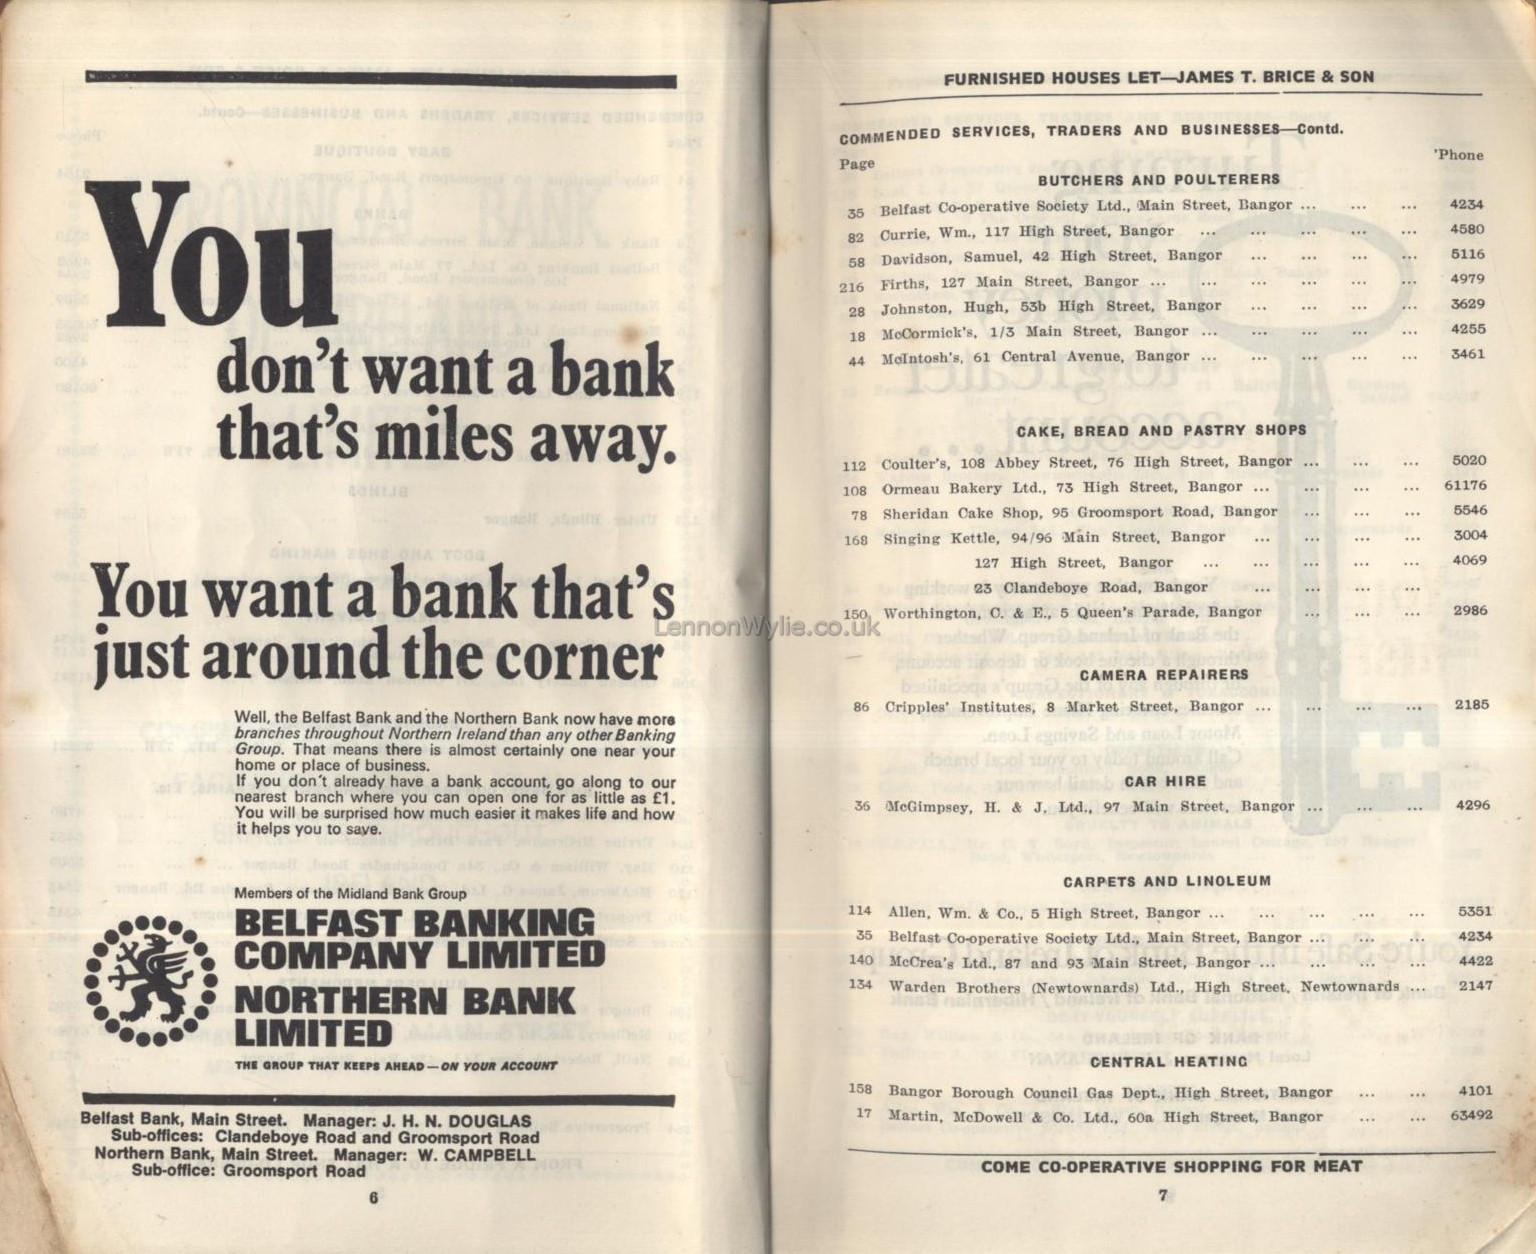 You
don't want a bank
that's miles away.
You want a bank that's
just around the corner
Well, the Belfast Bank and the Northern Bank now have more
branches throughout Northern Ireland than any other Banking
Group. That means there is almost certainly one near your
home or place of business.
If you don't already have a bank account, go along to our
nearest branch where you can open one for as little as £1.
You will be surprised how much easier it makes life and how
it helps you to save.
Members of the Midland Bank Group
BELFAST BANKING
COMPANY LIMITED
NORTHERN BANK
LIMITED
THE GROUP THAT KEEPS AHEAD—ON YOUR ACCOUNT
Belfast Bank, Main Street. Manager: J. H. N. DOUGLAS
Sub-offices: Clandeboye Road and Groomsport Road
Northern Bank, Main Street. Manager: W. CAMPBELL
Sub-office: Groomsport Road
6
LennonWylie.co.uk
FURNISHED HOUSES LET—JAMES T. BRICE & SON
COMMENDED SERVICES, TRADERS AND BUSINESSES—Contd.
Page 'Phone
BUTCHERS AND POULTERERS
35 Belfast Co-operative Society Ltd., Main Street, Bangor ... ... ... 4234
82 Currie, Wm., 117 High Street, Bangor ... ... ... ... ... 4580
58 Davidson, Samuel, 42 High Street, Bangor ... ... ... ... 5116
216 Firths, 127 Main Street, Bangor ... ... ... ... ... ... 4979
28 Johnston, Hugh, 53b High Street, Bangor ... ... ... ... 3629
18 McCormick's, 1/3 Main Street, Bangor ... ... ... ... ... 4255
44 McIntosh's, 61 Central Avenue, Bangor ... ... ... ... ... 3461
CAKE, BREAD AND PASTRY SHOPS
112 Coulter's, 108 Abbey Street, 76 High Street, Bangor ... ... ... 5020
108 Ormeau Bakery Ltd., 73 High Street, Bangor ... ... ... ... 61176
78 Sheridan Cake Shop, 95 Groomsport Road, Bangor ... ... ... 5546
168 Singing Kettle, 94/96 Main Street, Bangor ... ... ... ... 3004
127 High Street, Bangor ... ... ... ... ... 4069
23 Clandeboye Road, Bangor ... ... ... ...
150 Worthington, C. & E., 5 Queen's Parade, Bangor ... ... ... 2986
CAMERA REPAIRERS
86 Cripples' Institutes, 8 Market Street, Bangor ... ... ... ... 2185
CAR HIRE
36 McGimpsey, H. & J. Ltd., 97 Main Street, Bangor ... ... ... 4296
CARPETS AND LINOLEUM
114 Allen, Wm. & Co., 5 High Street, Bangor ... ... ... ... ... 5351
35 Belfast Co-operative Society Ltd., Main Street, Bangor ... ... ... 4234
140 McCrea's Ltd., 87 and 93 Main Street, Bangor ... ... ... ... 4422
134 Warden Brothers (Newtownards) Ltd., High Street, Newtownards ... 2147
CENTRAL HEATING
158 Bangor Borough Council Gas Dept., High Street, Bangor ... ... 4101
17 Martin, McDowell & Co. Ltd., 60a High Street, Bangor ... ... 63492
COME CO-OPERATIVE SHOPPING FOR MEAT
7